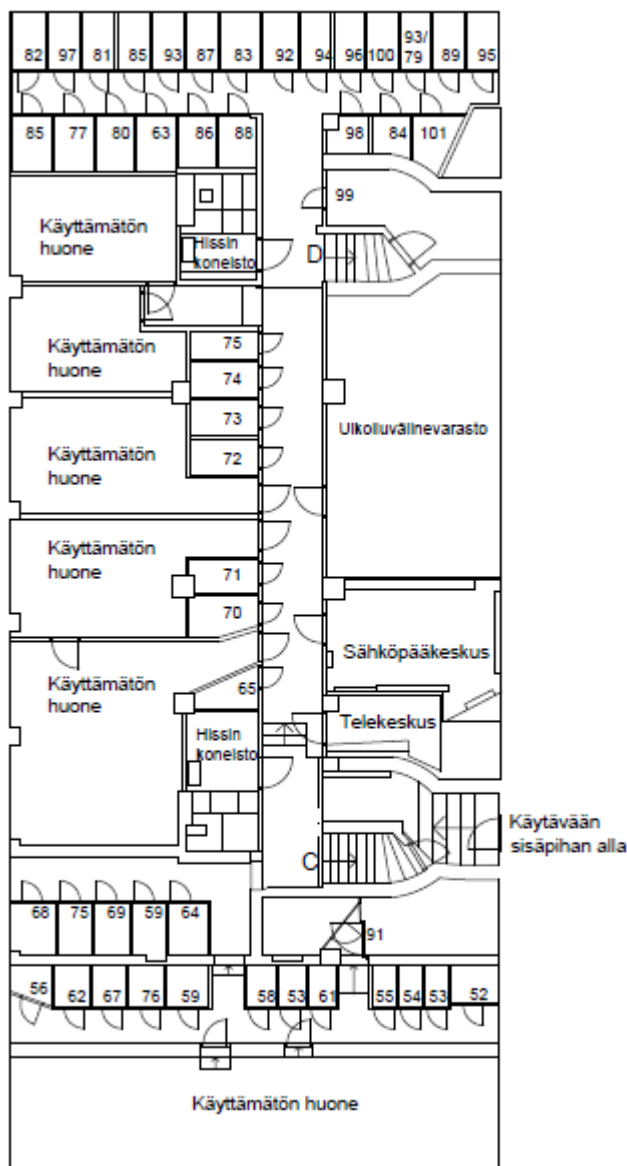 93/
82 97 81 85 93 87 83 92 94 96 100 79 89 95
85 77 80 63 86 88 98 84 101
99
Käyttämätön
huone
Hissin
koneisto
D
Käyttämätön
huone
75
74
73
72
Käyttämätön
huone
Ulkoiluvälinevarasto
Käyttämätön
huone
71
70
Sähköpääkeskus
Käyttämätön
huone
65
Telekeskus
Hissin
koneisto
Käytävään
sisäpihan alla
C
68 75 69 59 64
91
56 62 67 76 59 58 53 61 55 54 53 52
Käyttämätön huone